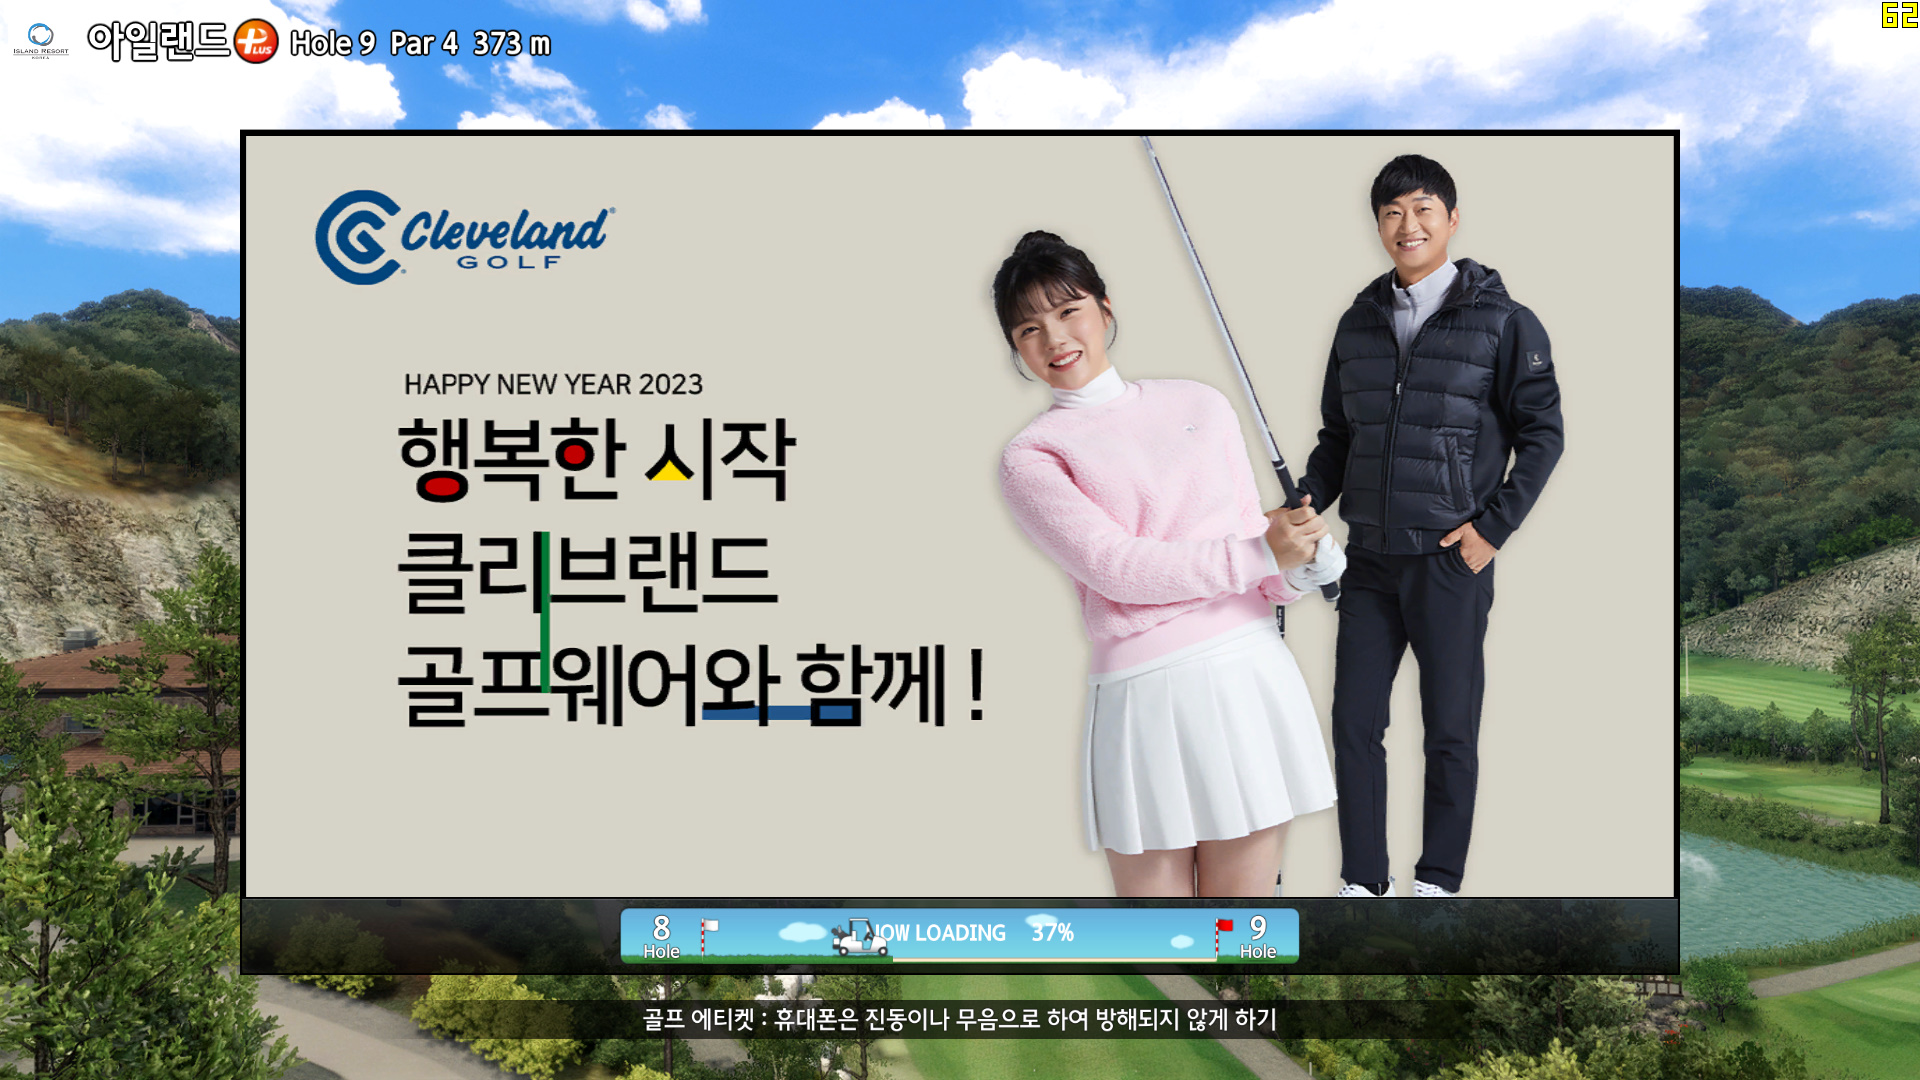 ISLAND RESORT
KOREA
아일랜드 PLUS Hole 9 Par 4 373 m
62
Cleveland
GOLF
HAPPY NEW YEAR 2023
행복한 시작
클리브랜드
골프웨어와 함께 !
8
Hole
NOW LOADING 37%
9
Hole
골프 에티켓 : 휴대폰은 진동이나 무음으로 하여 방해되지 않게 하기